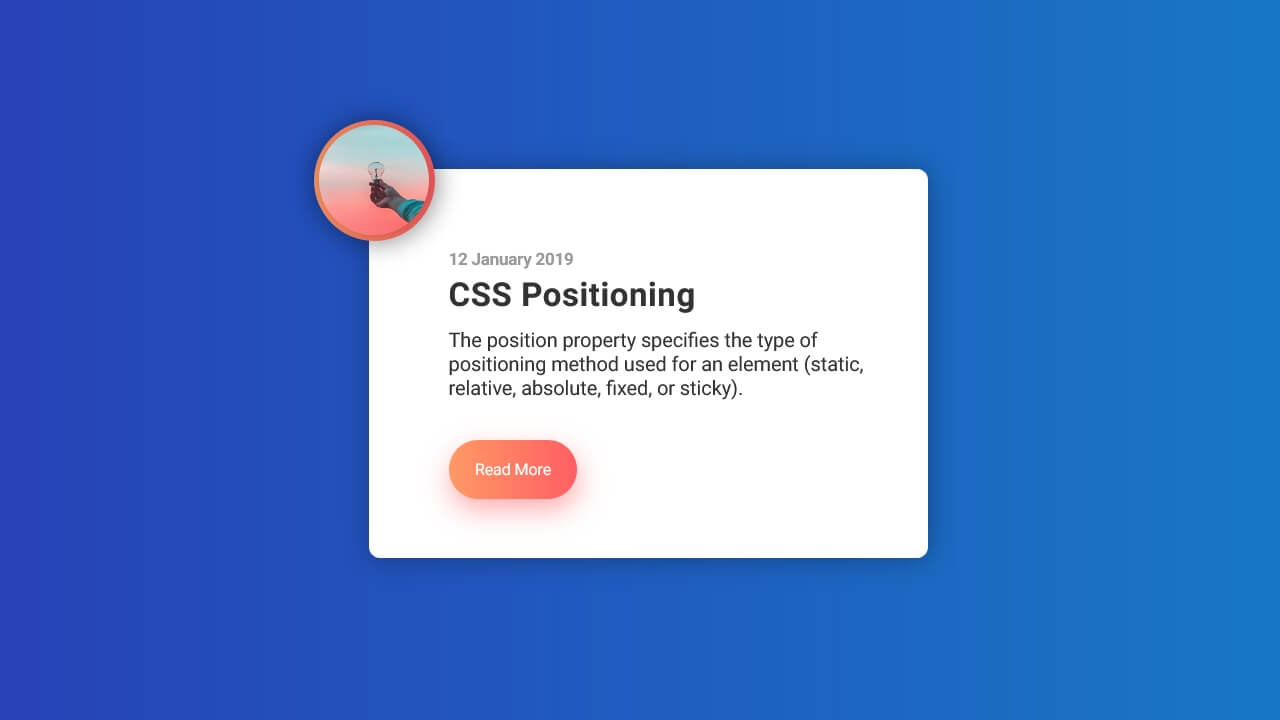 12 January 2019
CSS Positioning
The position property specifies the type of
positioning method used for an element (static,
relative, absolute, fixed, or sticky).
Read More